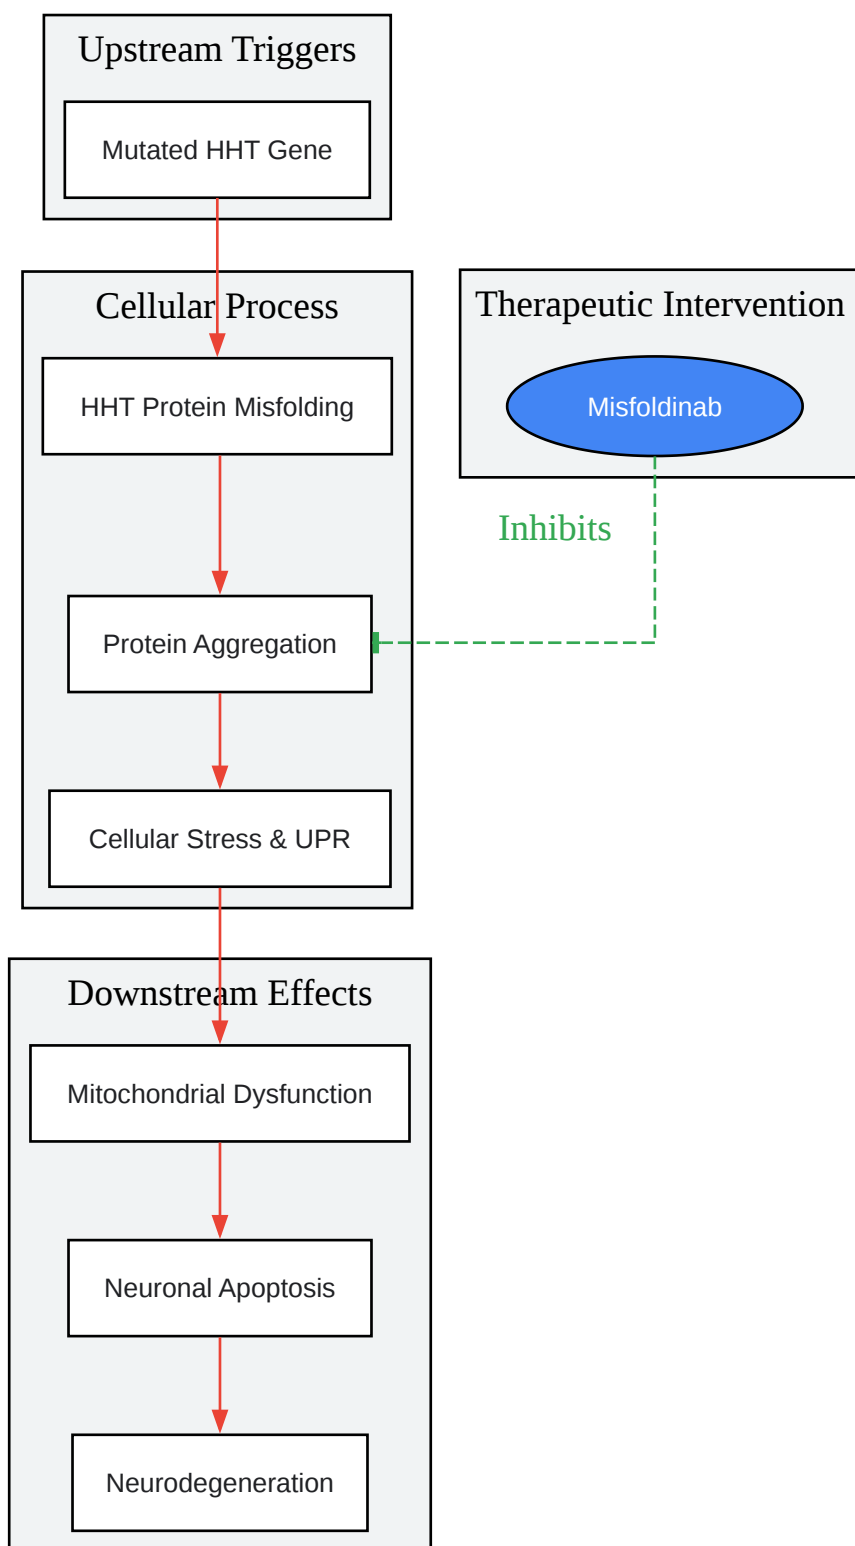 Upstream Triggers
Mutated HHT Gene
Cellular Process
HHT Protein Misfolding
Therapeutic Intervention
Misfoldinab
Inhibits
Protein Aggregation
Cellular Stress & UPR
Downstream Effects
Mitochondrial Dysfunction
Neuronal Apoptosis
Neurodegeneration